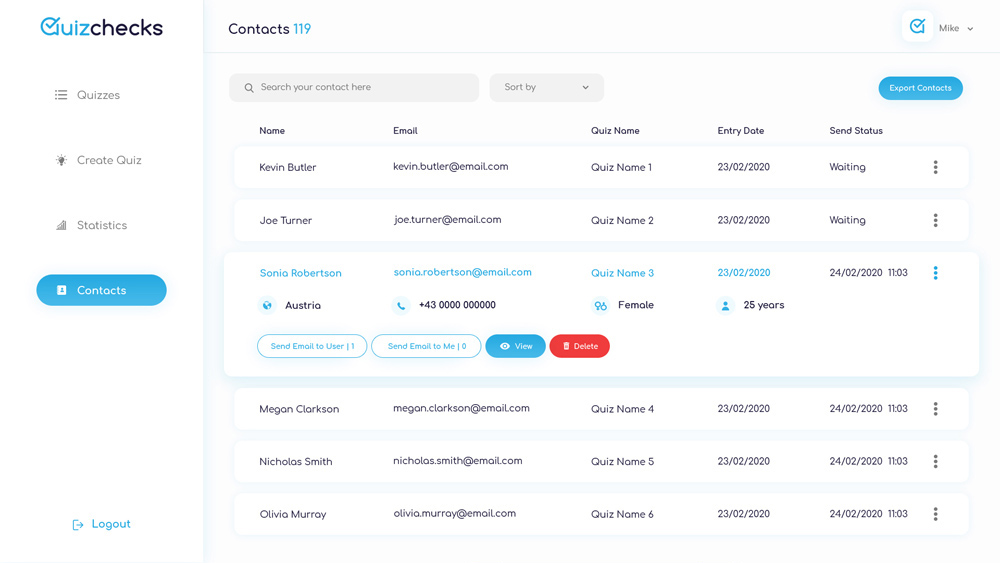 Quizchecks
Contacts 119
Mike
Quizzes
Create Quiz
Statistics
Contacts
Logout
Search your contact here
Sort by
Export Contacts
Name Email Quiz Name Entry Date Send Status
Kevin Butler kevin.butler@email.com Quiz Name 1 23/02/2020 Waiting
Joe Turner joe.turner@email.com Quiz Name 2 23/02/2020 Waiting
Sonia Robertson sonia.robertson@email.com Quiz Name 3 23/02/2020 24/02/2020 11:03
Austria +43 0000 000000 Female 25 years
Send Email to User | 1 Send Email to Me | 0 View Delete
Megan Clarkson megan.clarkson@email.com Quiz Name 4 23/02/2020 24/02/2020 11:03
Nicholas Smith nicholas.smith@email.com Quiz Name 5 23/02/2020 24/02/2020 11:03
Olivia Murray olivia.murray@email.com Quiz Name 6 23/02/2020 24/02/2020 11:03